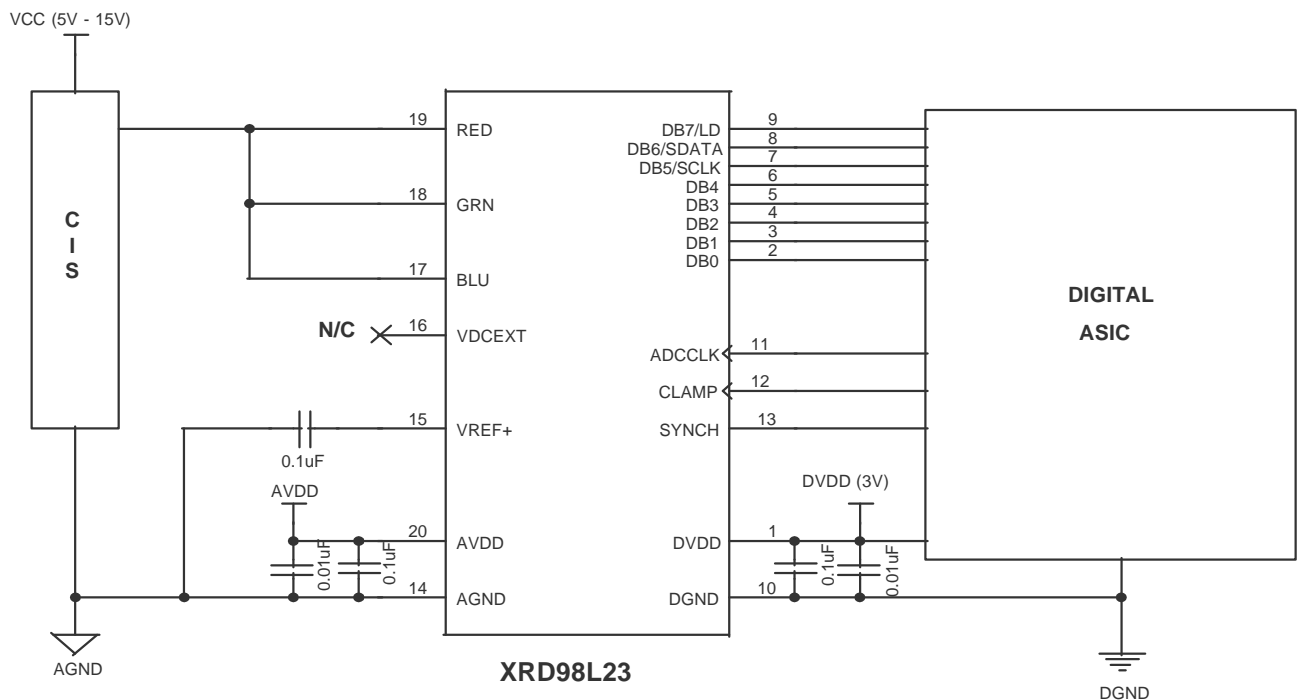 VCC (5V - 15V)
C
I
S
19
RED
18
GRN
17
BLU
N/C
16
VDCEXT
15
VREF+
0.1uF
AVDD
20
AVDD
0.01uF
0.1uF
14
AGND
AGND
DB7/LD
9
DB6/SDATA
8
DB5/SCLK
7
DB4
6
DB3
5
DB2
4
DB1
3
DB0
2
ADCCLK
11
CLAMP
12
SYNCH
13
DVDD (3V)
DVDD
1
0.1uF
0.01uF
DGND
10
DIGITAL
ASIC
DGND
XRD98L23